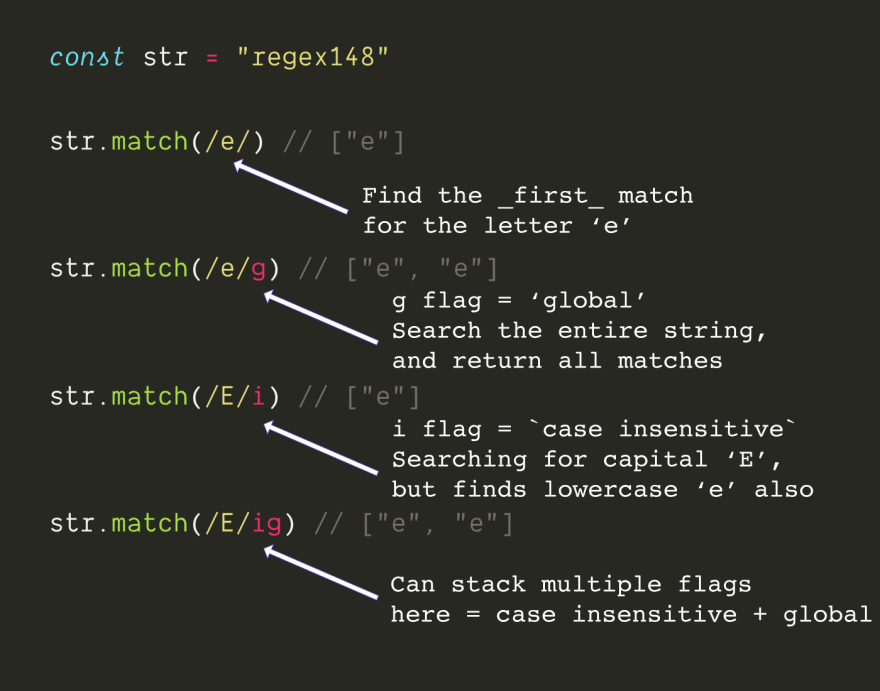 const str = "regex148"
str.match(/e/) // ["e"]
Find the _first_ match
for the letter ‘e’
str.match(/e/g) // ["e", "e"]
g flag = ‘global’
Search the entire string,
and return all matches
str.match(/E/i) // ["e"]
i flag = `case insensitive`
Searching for capital ‘E’,
but finds lowercase ‘e’ also
str.match(/E/ig) // ["e", "e"]
Can stack multiple flags
here = case insensitive + global